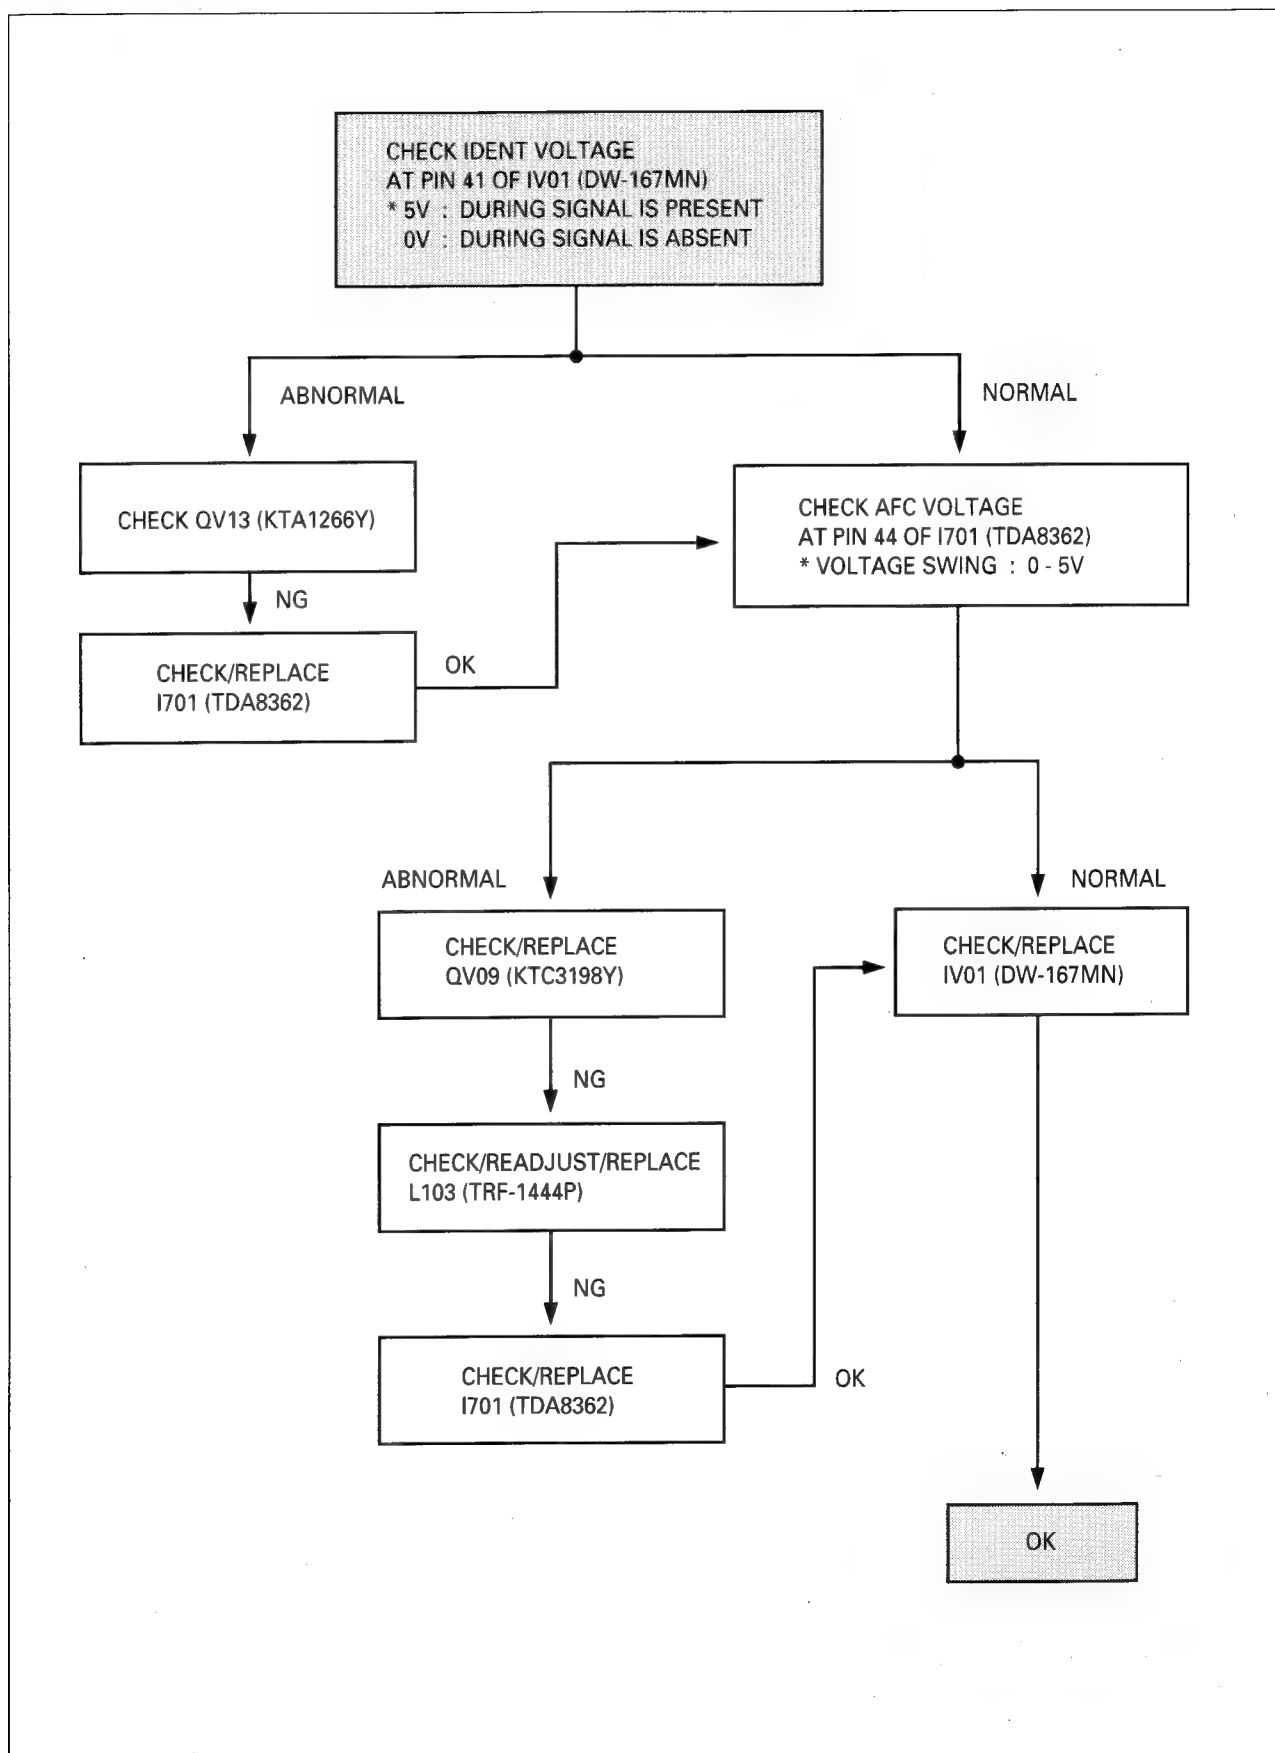 CHECK IDENT VOLTAGE
AT PIN 41 OF IV01 (DW-167MN)
* 5V : DURING SIGNAL IS PRESENT
0V : DURING SIGNAL IS ABSENT
ABNORMAL
NORMAL
CHECK QV13 (KTA1266Y)
CHECK AFC VOLTAGE
AT PIN 44 OF I701 (TDA8362)
* VOLTAGE SWING : 0 - 5V
NG
CHECK/REPLACE
I701 (TDA8362)
OK
ABNORMAL
NORMAL
CHECK/REPLACE
QV09 (KTC3198Y)
CHECK/REPLACE
IV01 (DW-167MN)
NG
CHECK/READJUST/REPLACE
L103 (TRF-1444P)
NG
CHECK/REPLACE
I701 (TDA8362)
OK
OK